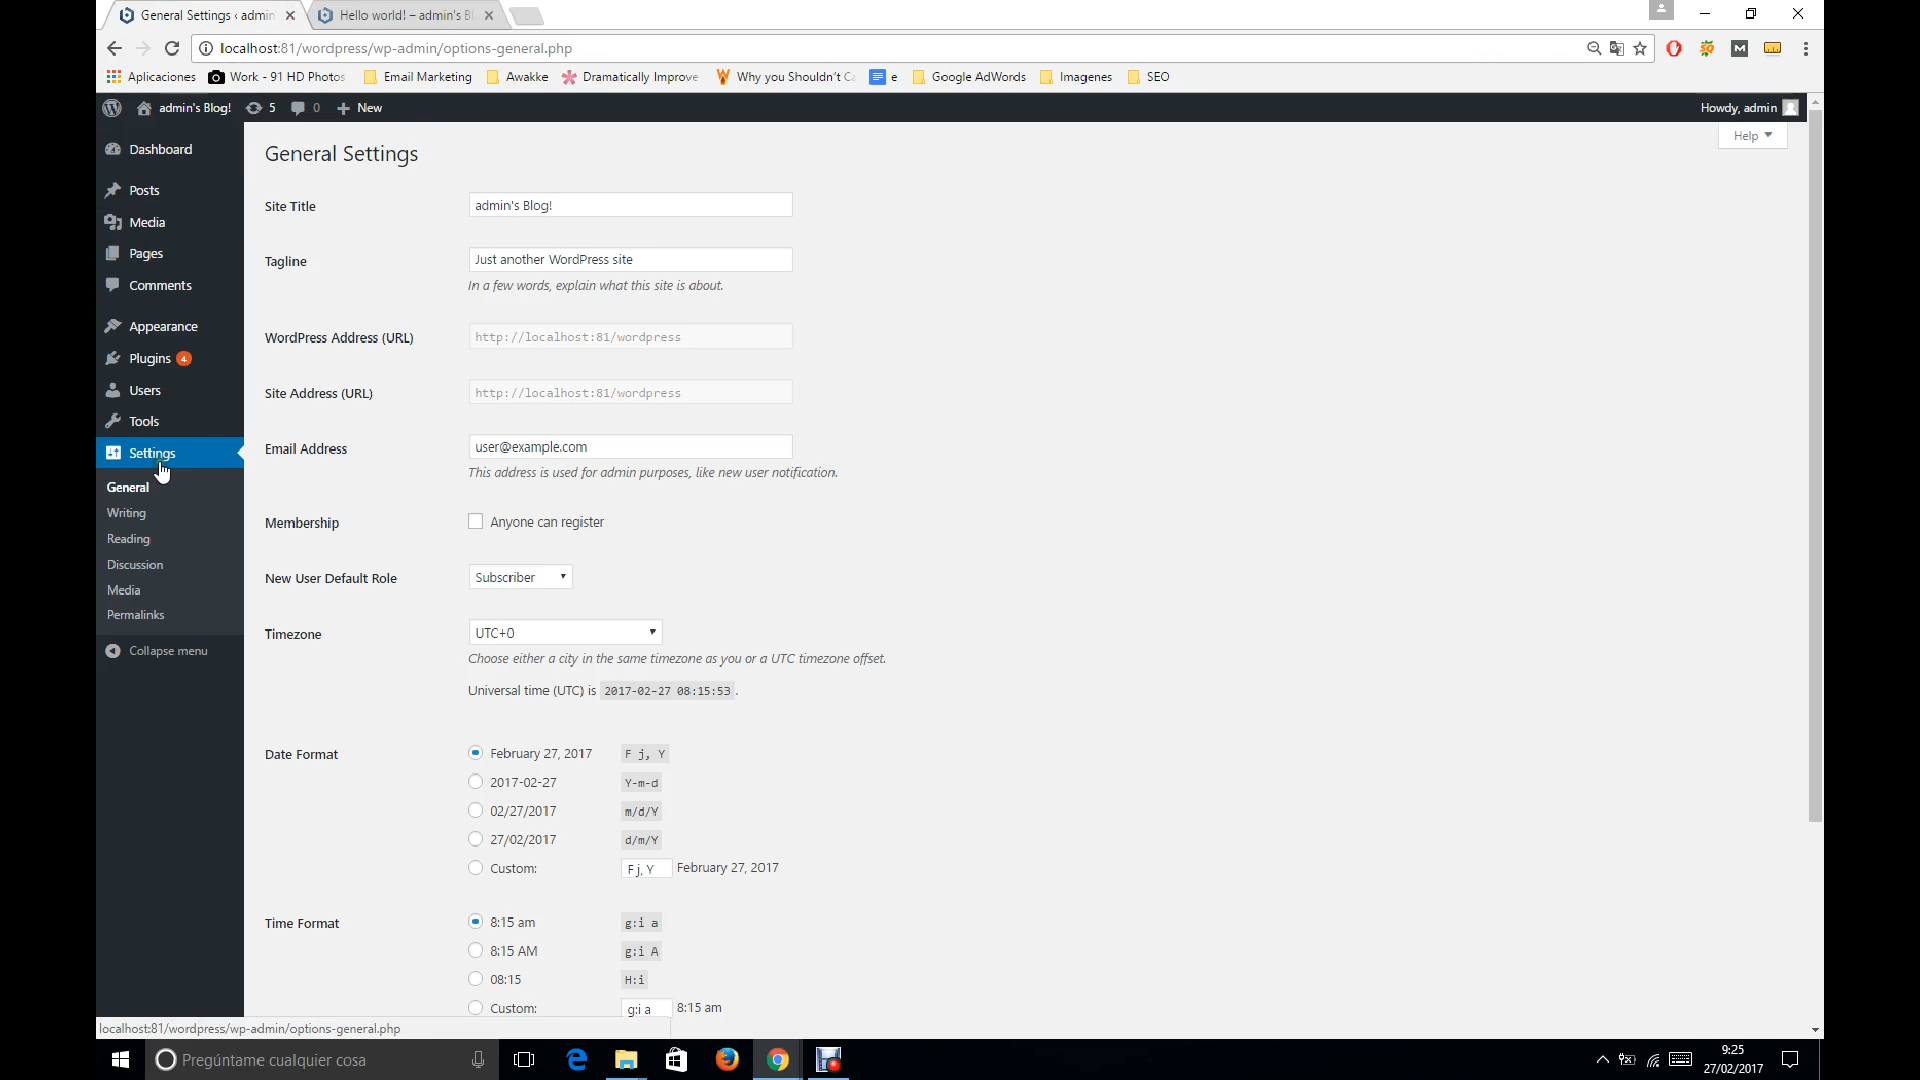 General Settings ‹ admin
Hello world! – admin's Bl
localhost:81/wordpress/wp-admin/options-general.php
Aplicaciones
Work - 91 HD Photos
Email Marketing
Awakke
Dramatically Improve
Why you Shouldn't Ca
e
Google AdWords
Imagenes
SEO
admin's Blog!
5
0
New
Howdy, admin
Help
Dashboard
Posts
Media
Pages
Comments
Appearance
Plugins 4
Users
Tools
Settings
General
Writing
Reading
Discussion
Media
Permalinks
Collapse menu
General Settings
Site Title
admin's Blog!
Tagline
Just another WordPress site
In a few words, explain what this site is about.
WordPress Address (URL)
http://localhost:81/wordpress
Site Address (URL)
http://localhost:81/wordpress
Email Address
user@example.com
This address is used for admin purposes, like new user notification.
Membership
Anyone can register
New User Default Role
Subscriber
Timezone
UTC+0
Choose either a city in the same timezone as you or a UTC timezone offset.
Universal time (UTC) is 2017-02-27 08:15:53 .
Date Format
February 27, 2017 F j, Y
2017-02-27 Y-m-d
02/27/2017 m/d/Y
27/02/2017 d/m/Y
Custom: F j, Y February 27, 2017
Time Format
8:15 am g:i a
8:15 AM g:i A
08:15 H:i
Custom: g:i a 8:15 am
localhost:81/wordpress/wp-admin/options-general.php
Pregúntame cualquier cosa
9:25
27/02/2017